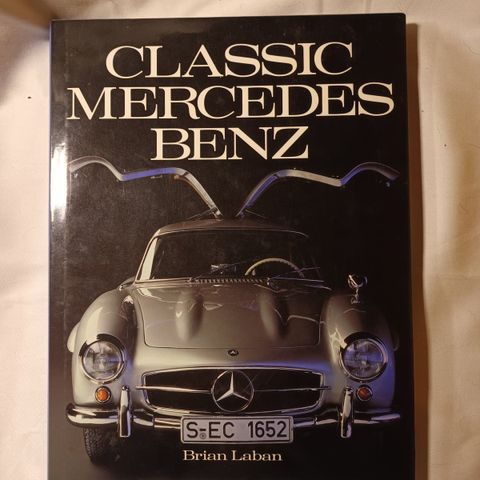 CLASSIC
MERCEDES
BENZ
S-EC 1652
Brian Laban